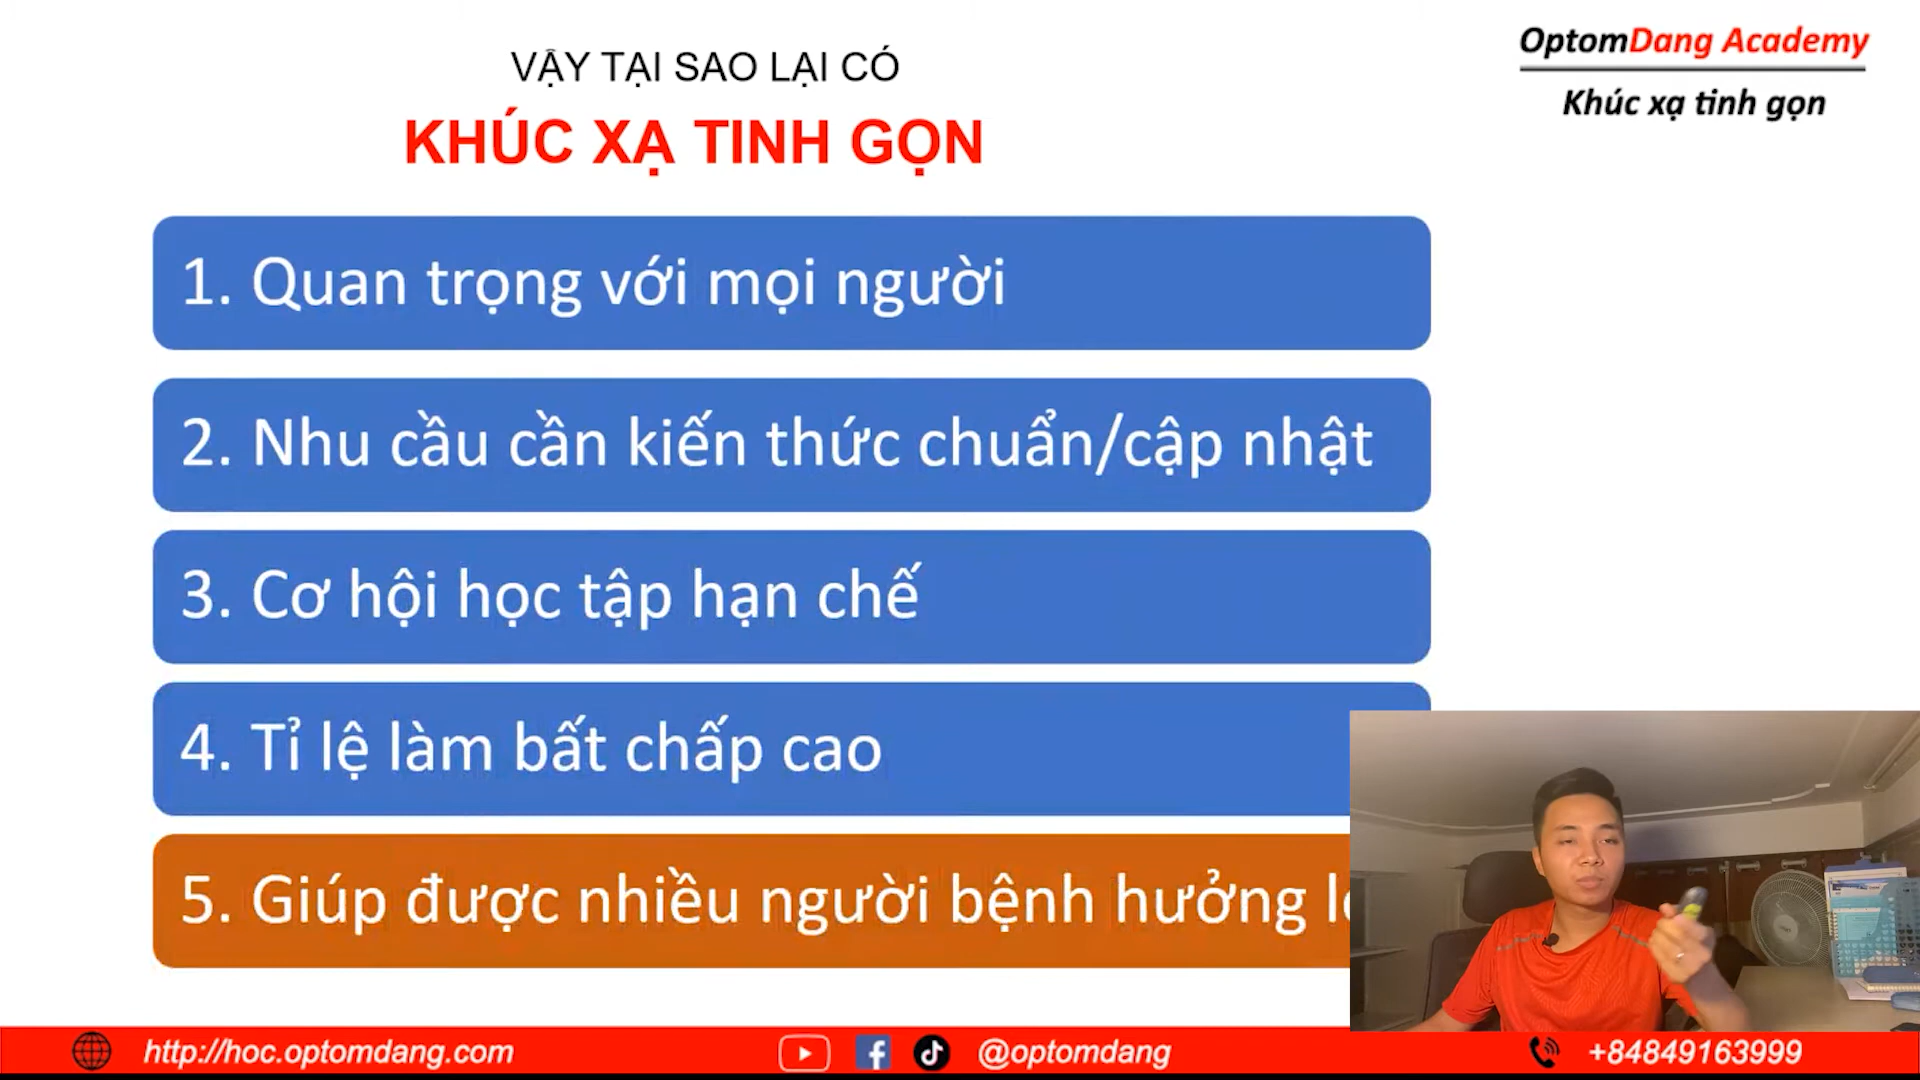 VẬY TẠI SAO LẠI CÓ
KHÚC XẠ TINH GỌN
OptomDang Academy
Khúc xạ tinh gọn
1. Quan trọng với mọi người
2. Nhu cầu cần kiến thức chuẩn/cập nhật
3. Cơ hội học tập hạn chế
4. Tỉ lệ làm bất chấp cao
5. Giúp được nhiều người bệnh hưởng
http://hoc.optomdang.com
@optomdang
+84849163999